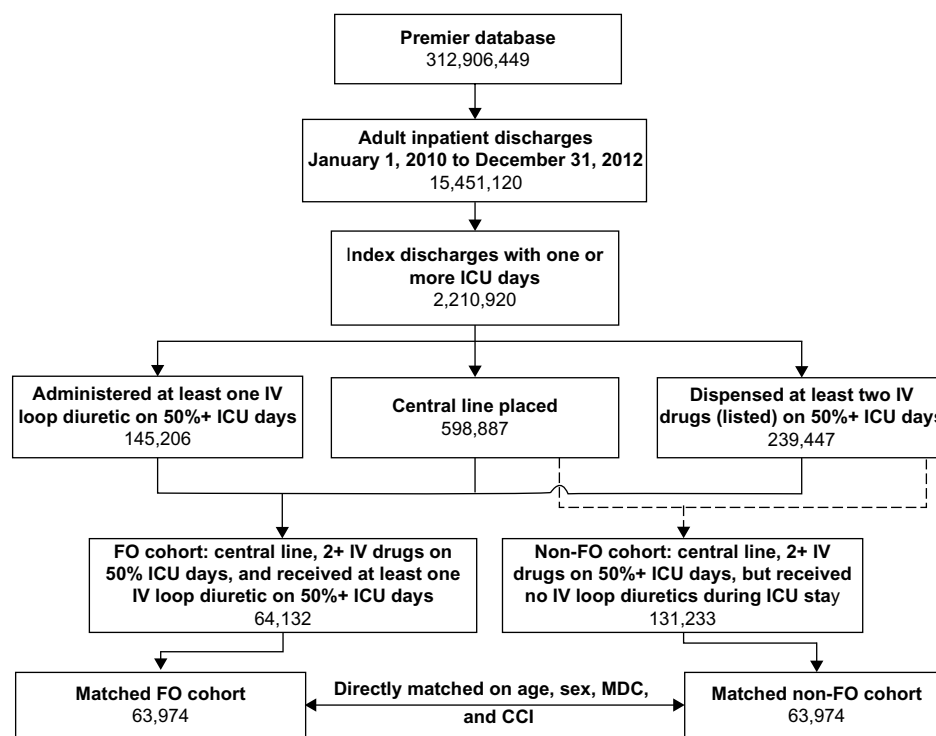 Premier database
312,906,449
Adult inpatient discharges
January 1, 2010 to December 31, 2012
15,451,120
Index discharges with one or
more ICU days
2,210,920
Administered at least one IV
loop diuretic on 50%+ ICU days
145,206
Central line placed
598,887
Dispensed at least two IV
drugs (listed) on 50%+ ICU days
239,447
FO cohort: central line, 2+ IV drugs on
50% ICU days, and received at least one
IV loop diuretic on 50%+ ICU days
64,132
Non-FO cohort: central line, 2+ IV
drugs on 50%+ ICU days, but received
no IV loop diuretics during ICU stay
131,233
Matched FO cohort
63,974
Directly matched on age, sex, MDC,
and CCI
Matched non-FO cohort
63,974